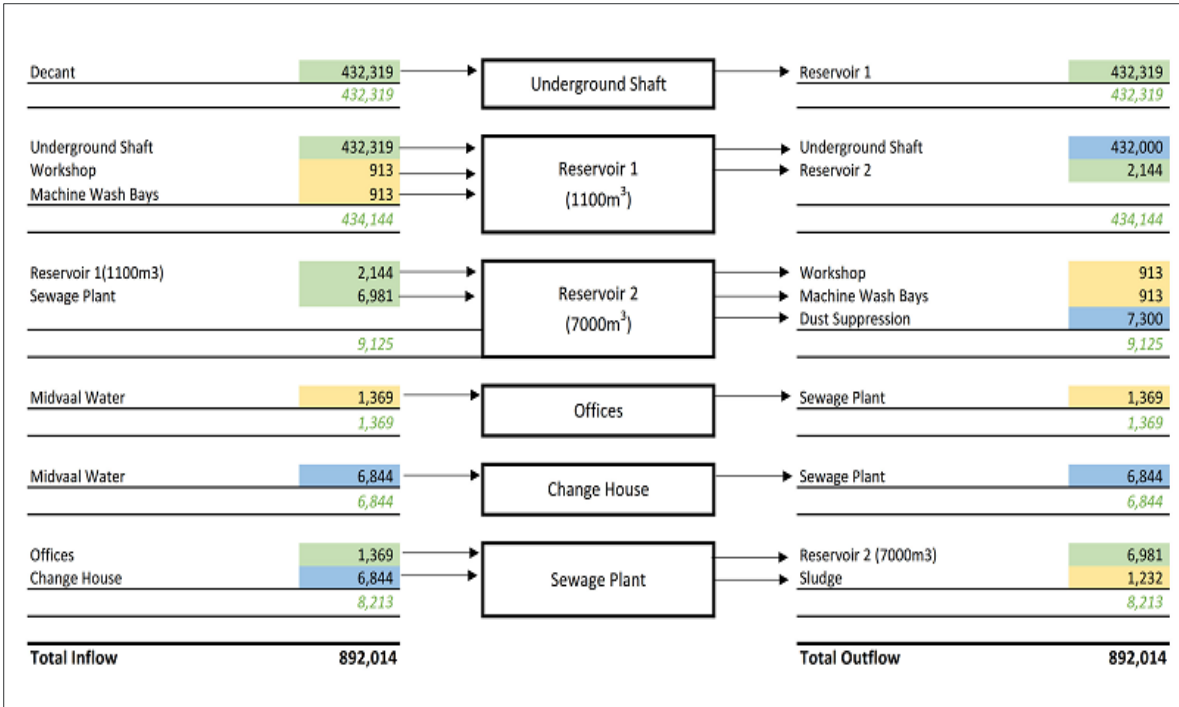 Decant 432,319 Underground Shaft Reservoir 1 432,319
432,319 432,319
Underground Shaft 432,319 Underground Shaft 432,000
Workshop 913 Reservoir 1 Reservoir 2 2,144
Machine Wash Bays 913 (1100m³)
434,144 434,144
Reservoir 1(1100m3) 2,144 Workshop 913
Sewage Plant 6,981 Reservoir 2 Machine Wash Bays 913
(7000m³) Dust Suppression 7,300
9,125 9,125
Midvaal Water 1,369 Offices Sewage Plant 1,369
1,369 1,369
Midvaal Water 6,844 Change House Sewage Plant 6,844
6,844 6,844
Offices 1,369 Reservoir 2 (7000m3) 6,981
Change House 6,844 Sewage Plant Sludge 1,232
8,213 8,213
Total Inflow 892,014 Total Outflow 892,014